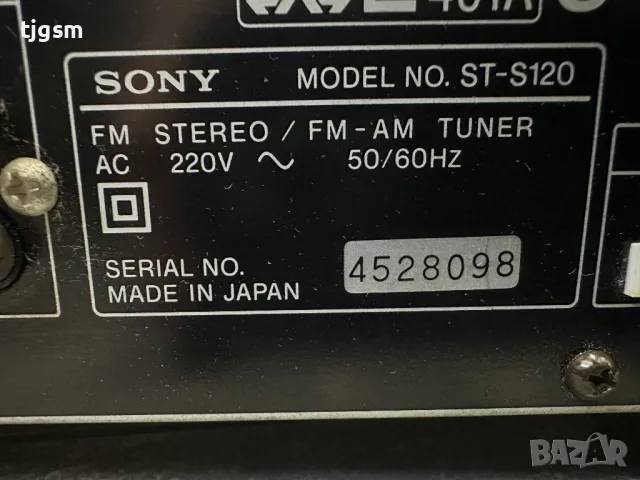 tjgsm
SONY MODEL NO. ST-S120
FM STEREO / FM-AM TUNER
AC 220V ~ 50/60HZ
SERIAL NO. 4528098
MADE IN JAPAN
BAZAR